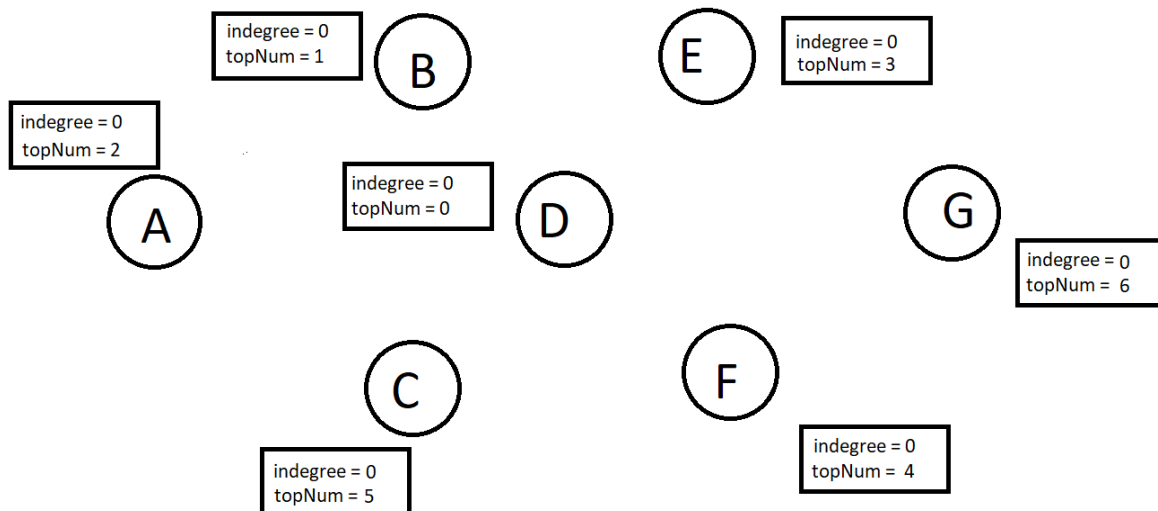 indegree = 0
topNum = 1
B
E
indegree = 0
topNum = 3
indegree = 0
topNum = 2
A
indegree = 0
topNum = 0
D
G
indegree = 0
topNum = 6
C
F
indegree = 0
topNum = 5
indegree = 0
topNum = 4